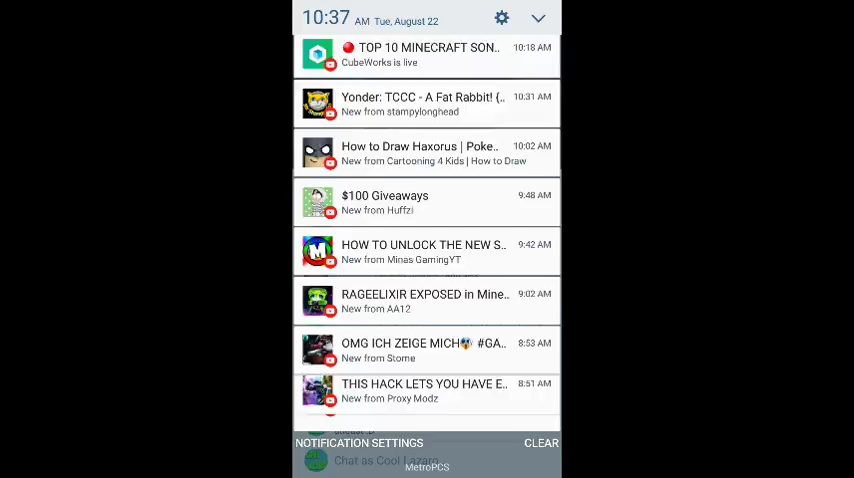 10:37 AM Tue, August 22
TOP 10 MINECRAFT SON.. 10:18 AM
CubeWorks is live
Yonder: TCCC - A Fat Rabbit! {.. 10:31 AM
New from stampylonghead
How to Draw Haxorus | Poke.. 10:02 AM
New from Cartooning 4 Kids | How to Draw
$100 Giveaways 9:48 AM
New from Huffzi
M
HOW TO UNLOCK THE NEW S.. 9:42 AM
New from Minas GamingYT
RAGEELIXIR EXPOSED in Mine.. 9:02 AM
New from AA12
OMG ICH ZEIGE MICH😱 #GA.. 8:53 AM
New from Stome
THIS HACK LETS YOU HAVE E.. 8:51 AM
New from Proxy Modz
NOTIFICATION SETTINGS CLEAR
Chat as Cool Lazaro
MetroPCS